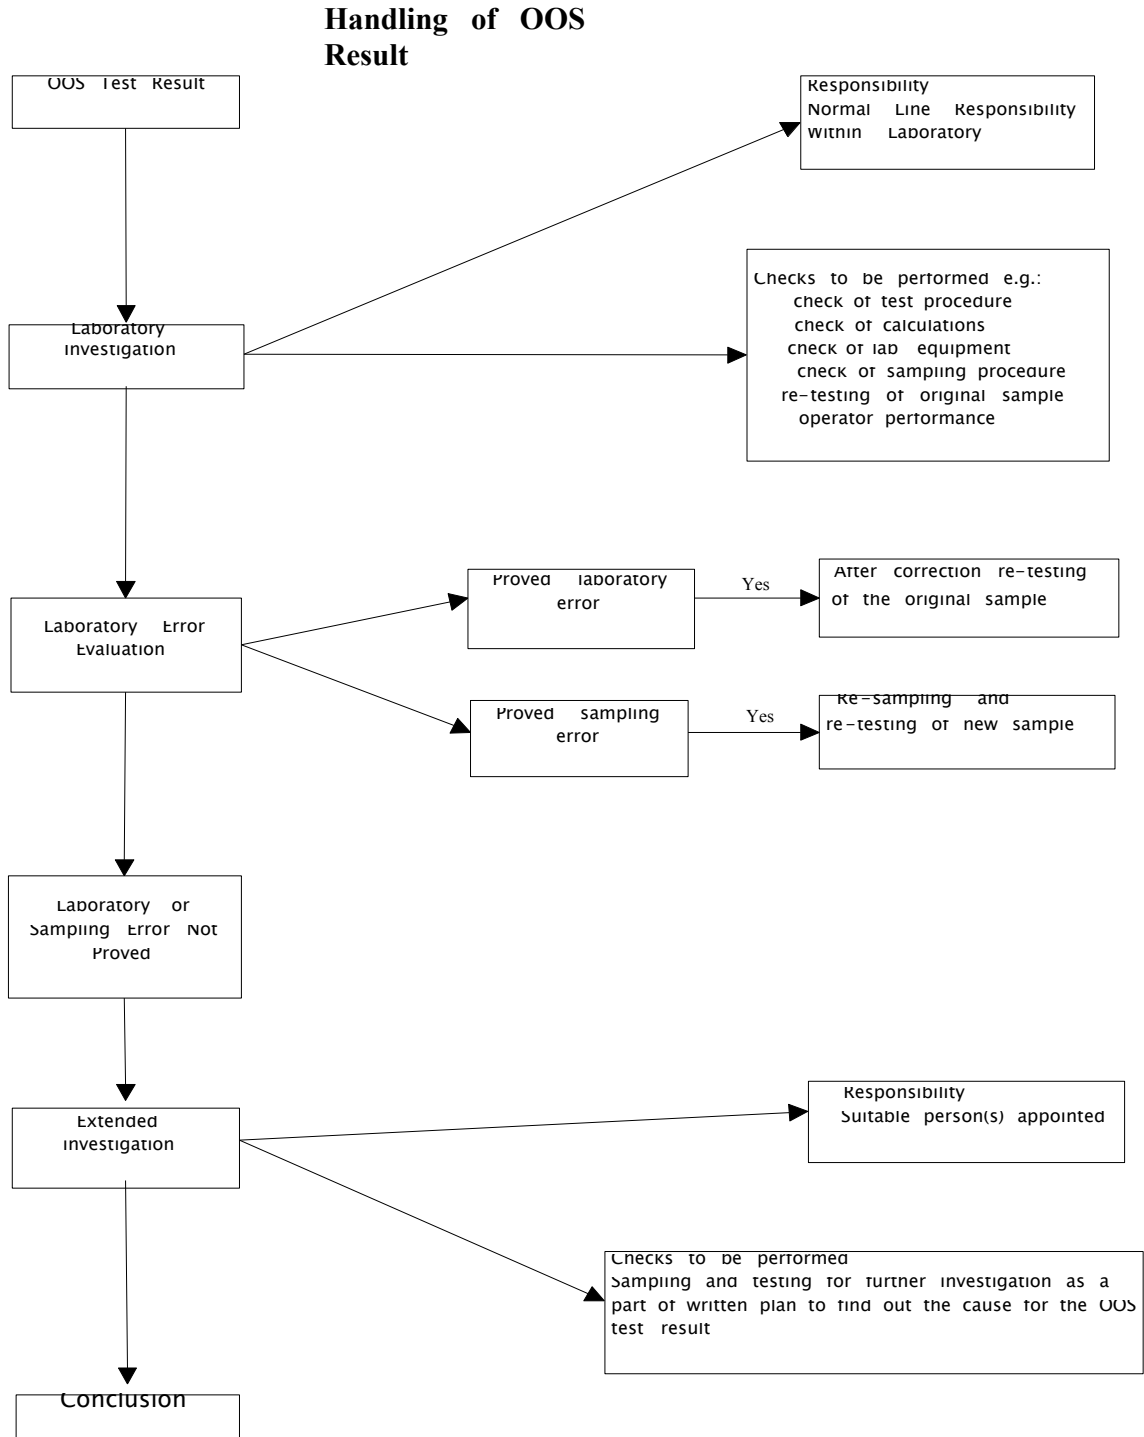 Handling of OOS
Result
OOS Test Result
Responsibility
Normal Line Responsibility
Within Laboratory
Checks to be performed e.g.:
check of test procedure
check of calculations
check of lab equipment
check of sampling procedure
re-testing of original sample
operator performance
Laboratory
Investigation
Laboratory Error
Evaluation
Proved laboratory
error
Yes
After correction re-testing
of the original sample
Proved sampling
error
Yes
Re-sampling and
re-testing of new sample
Laboratory or
Sampling Error Not
Proved
Extended
Investigation
Responsibility
Suitable person(s) appointed
Checks to be performed
Sampling and testing for further investigation as a
part of written plan to find out the cause for the OOS
test result
Conclusion